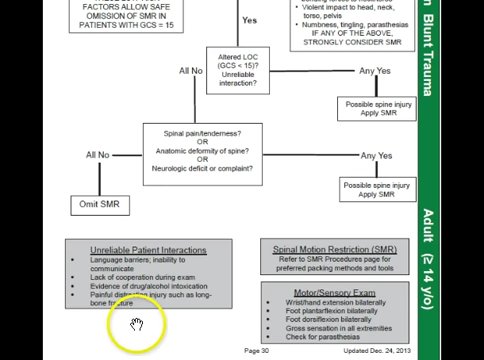 FACTORS ALLOW SAFE
OMISSION OF SMR IN
PATIENTS WITH GCS = 15
Yes
• Violent impact to head, neck,
torso, pelvis
• Numbness, tingling, parasthesias
IF ANY OF THE ABOVE,
STRONGLY CONSIDER SMR
Altered LOC
(GCS < 15)?
Unreliable
interaction?
All No
Any Yes
Possible spine injury
Apply SMR
Spinal pain/tenderness?
OR
Anatomic deformity of spine?
OR
Neurologic deficit or complaint?
All No
Any Yes
Omit SMR
Possible spine injury
Apply SMR
Blunt Trauma
Adult (≥ 14 y/o)
Unreliable Patient Interactions
• Language barriers; inability to
communicate
• Lack of cooperation during exam
• Evidence of drug/alcohol intoxication
• Painful distracting injury such as long-
bone fracture
Spinal Motion Restriction (SMR)
Refer to SMR Procedures page for
preferred packing methods and tools
Motor/Sensory Exam
• Wrist/hand extension bilaterally
• Foot plantarflexion bilaterally
• Foot dorsiflexion bilaterally
• Gross sensation in all extremities
• Check for parasthesias
Page 30
Updated Dec. 24, 2013